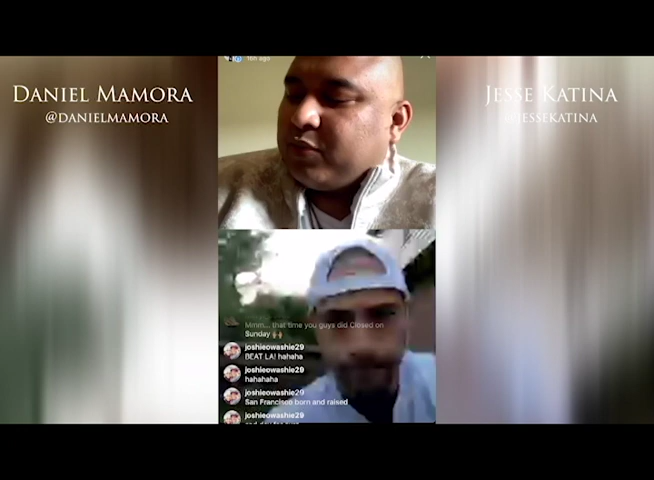 DANIEL MAMORA
@DANIELMAMORA
JESSE KATINA
@JESSEKATINA
16h ago
Mmm... that time you guys did Closed on
Sunday
joshieowashie29
BEAT LA! hahaha
joshieowashie29
hahahaha
joshieowashie29
San Francisco born and raised
joshieowashie29